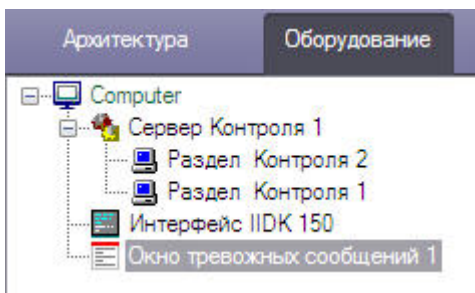 Архитектура
Оборудование
Computer
Сервер Контроля 1
Раздел Контроля 2
Раздел Контроля 1
Интерфейс IIDK 150
Окно тревожных сообщений 1